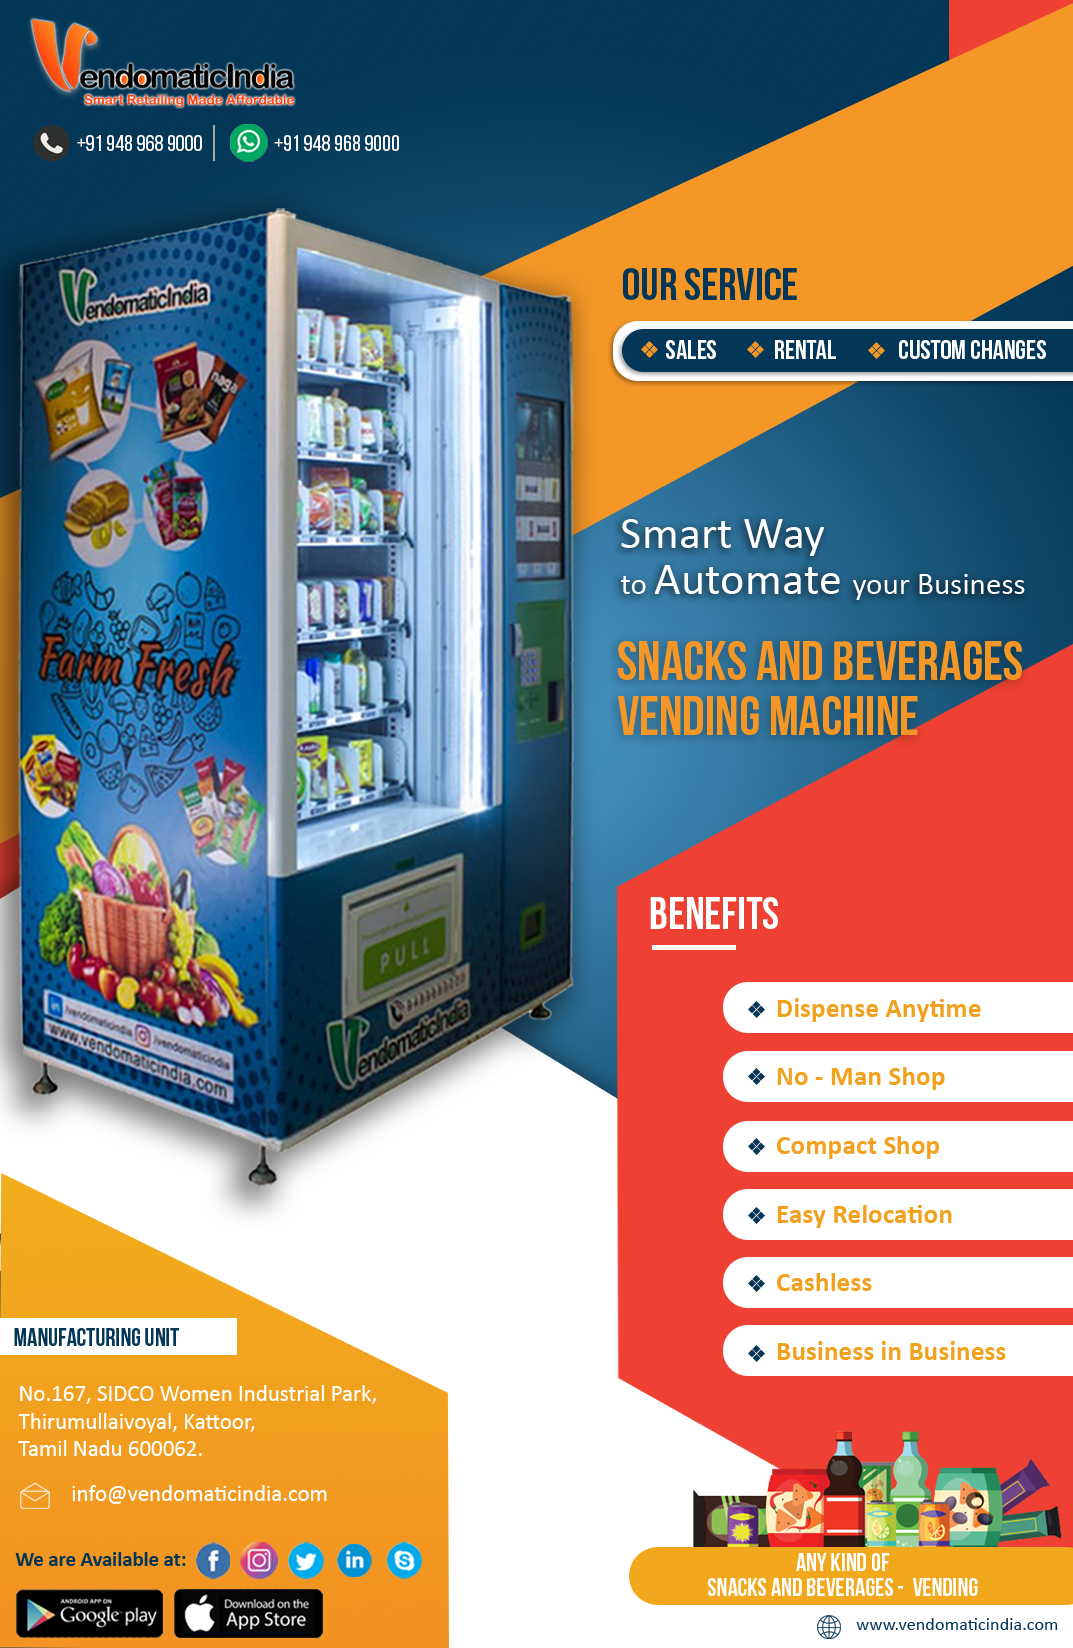 VendomaticIndia
Smart Retailing Made Affordable
+91 948 968 9000
+91 948 968 9000
OUR SERVICE
SALES
RENTAL
CUSTOM CHANGES
Smart Way
to Automate your Business
SNACKS AND BEVERAGES
VENDING MACHINE
VendomaticIndia
naga
Farm Fresh
PULL
/vendomaticindia /vendomaticindia
www.vendomaticindia.com
VendomaticIndia
BENEFITS
Dispense Anytime
No - Man Shop
Compact Shop
Easy Relocation
Cashless
Business in Business
MANUFACTURING UNIT
No.167, SIDCO Women Industrial Park,
Thirumullaivoyal, Kattoor,
Tamil Nadu 600062.
info@vendomaticindia.com
We are Available at:
ANDROID APP ON
Google play
Download on the
App Store
ANY KIND OF
SNACKS AND BEVERAGES - VENDING
www.vendomaticindia.com